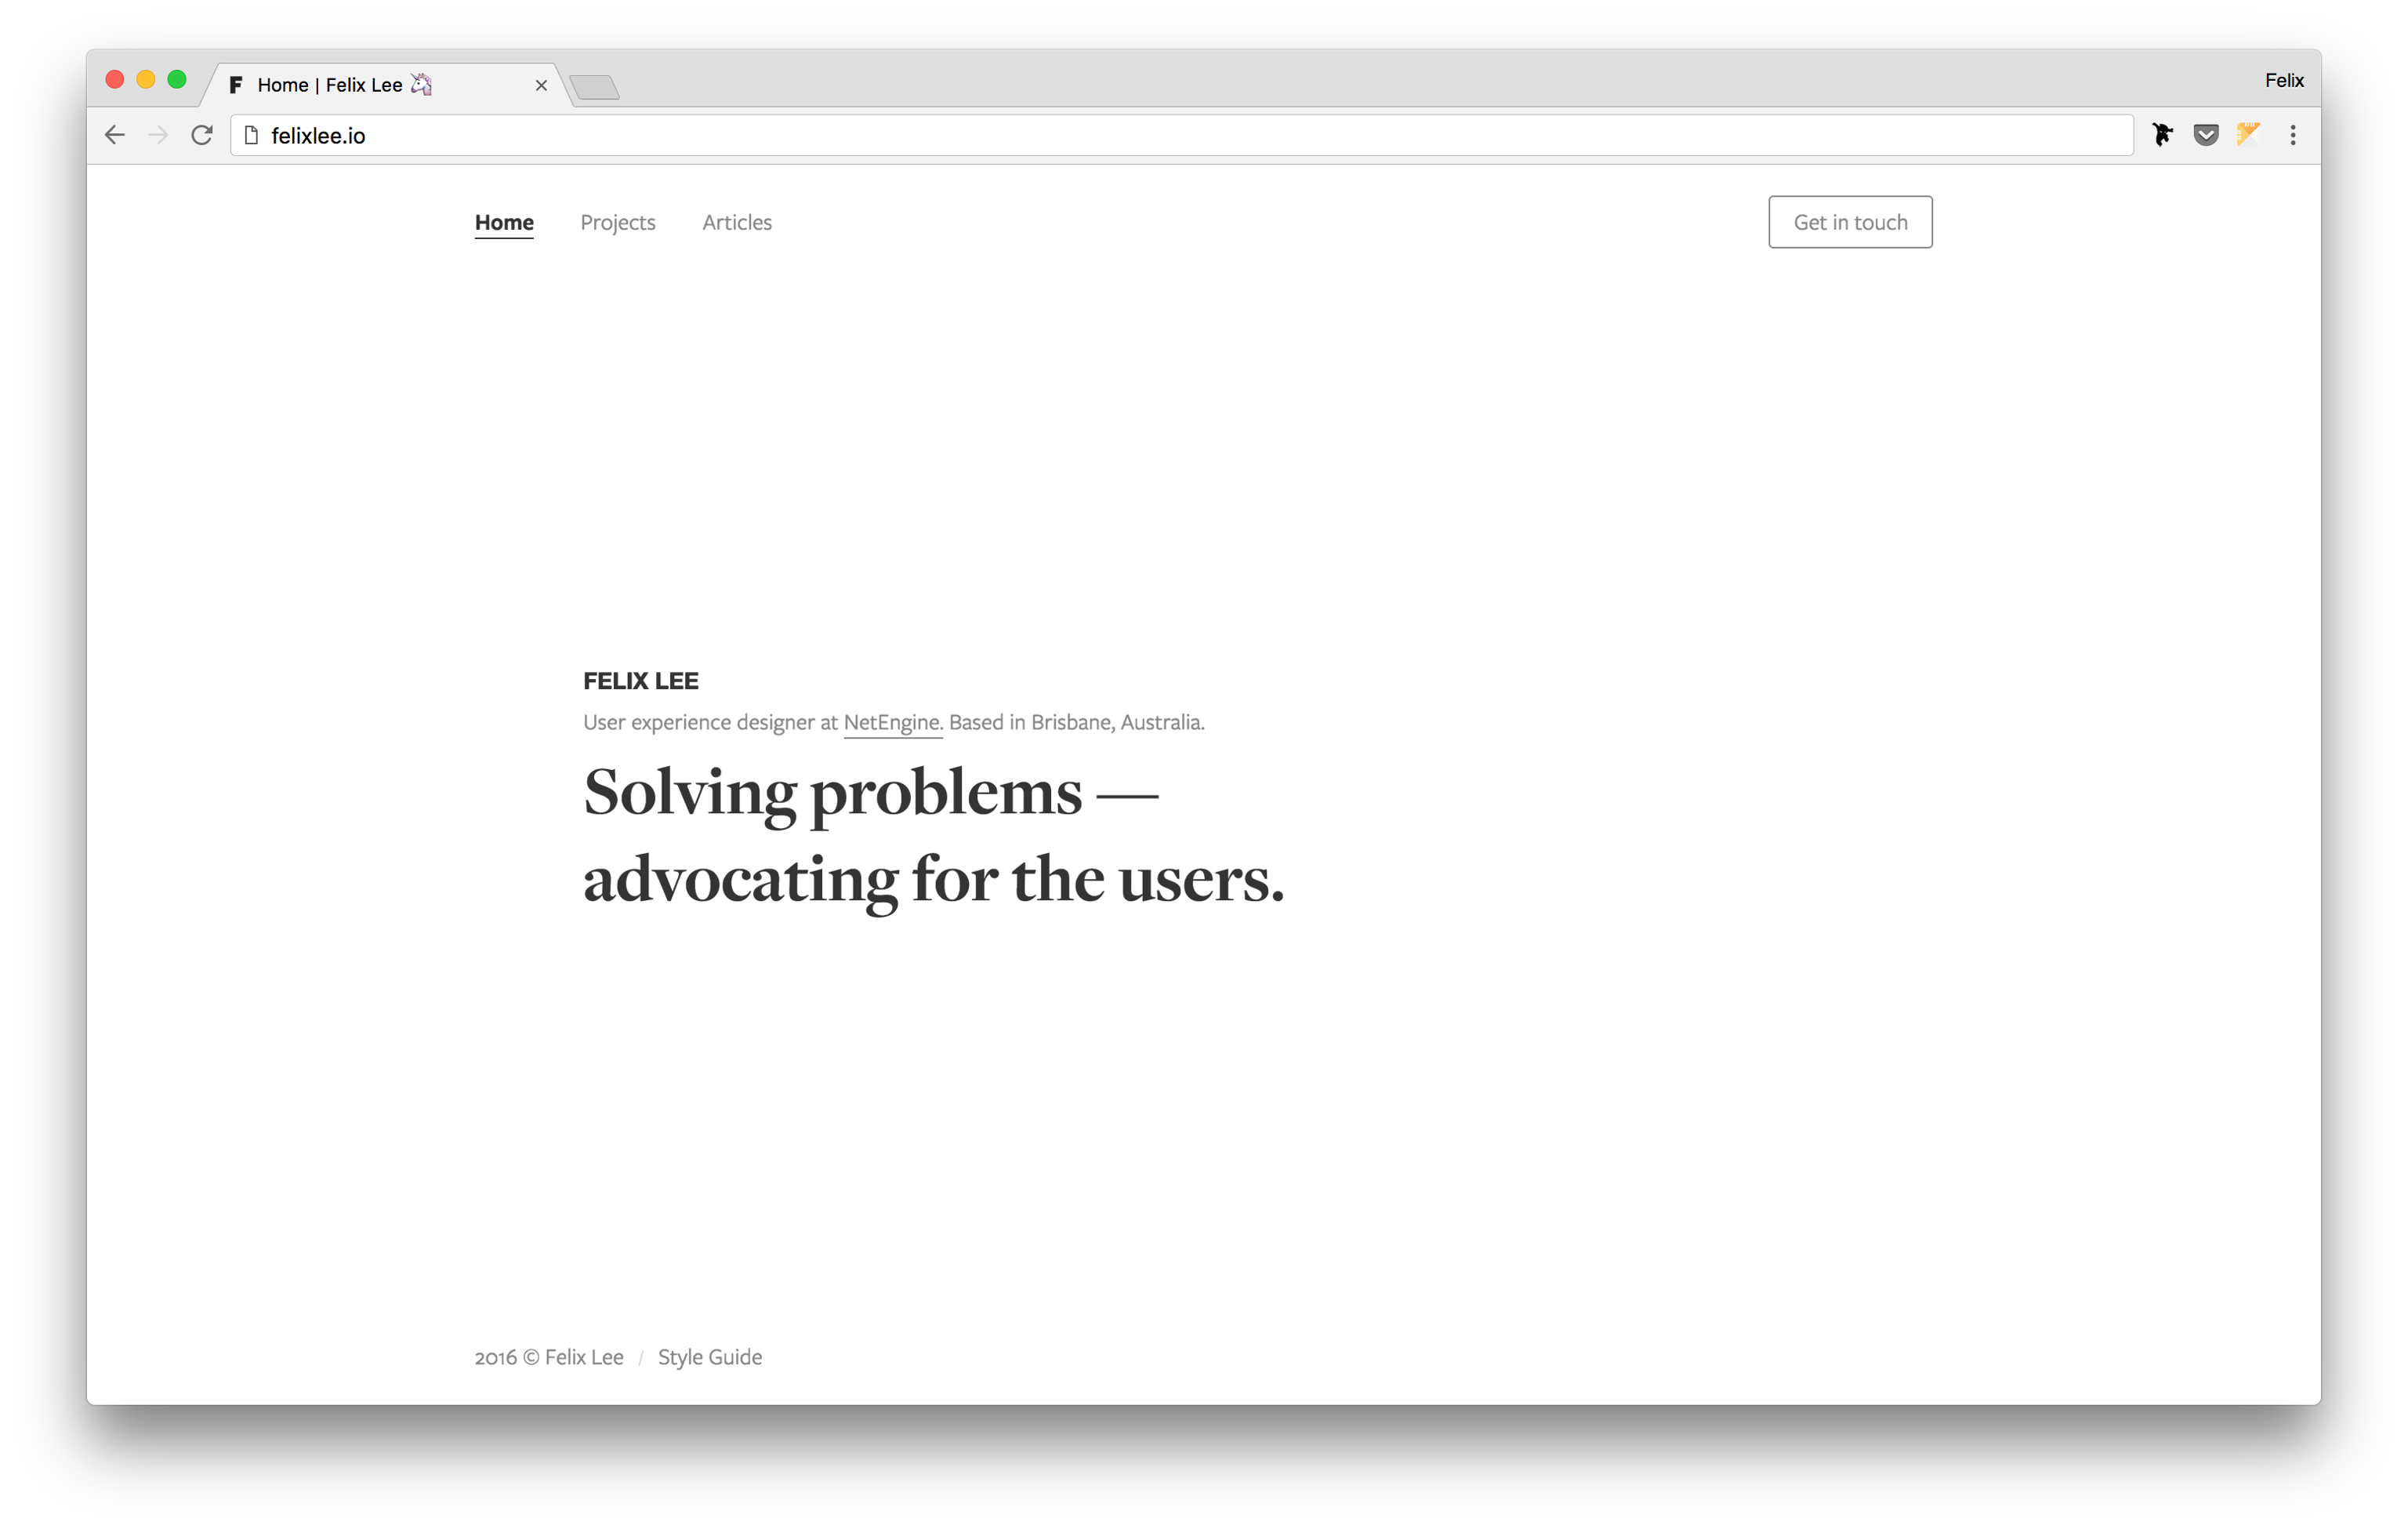 F Home | Felix Lee 🦄
Felix
felixlee.io
Home Projects Articles Get in touch
FELIX LEE
User experience designer at NetEngine. Based in Brisbane, Australia.
Solving problems —
advocating for the users.
2016 © Felix Lee / Style Guide